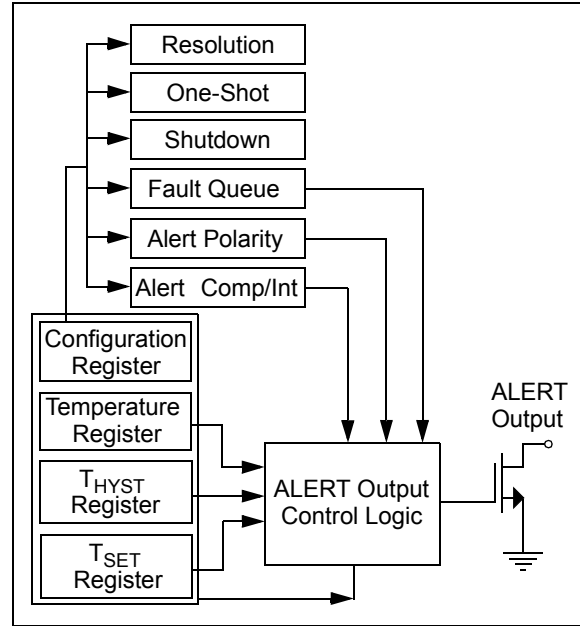 Resolution
One-Shot
Shutdown
Fault Queue
Alert Polarity
Alert Comp/Int
Configuration
Register
Temperature
Register
THYST
Register
TSET
Register
ALERT Output
Control Logic
ALERT
Output